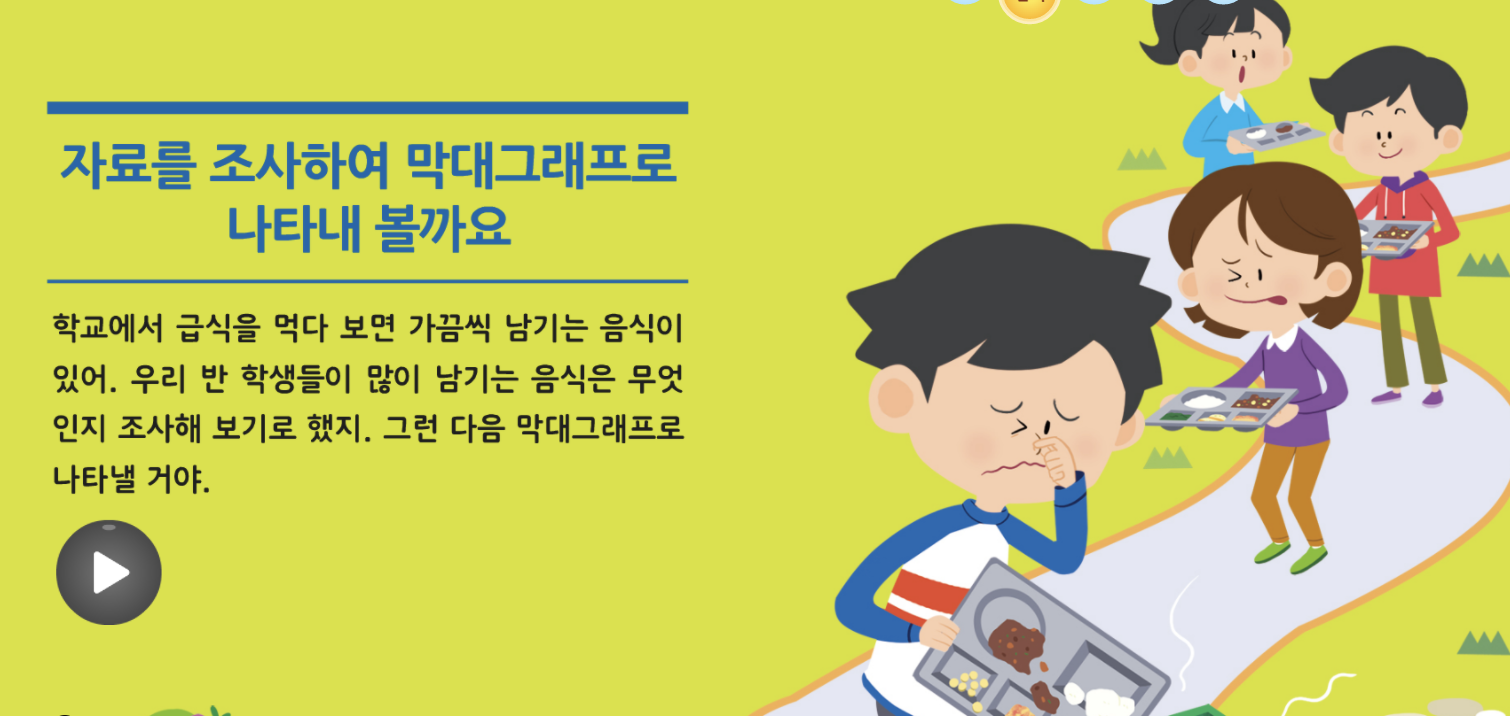 자료를 조사하여 막대그래프로
나타내 볼까요
학교에서 급식을 먹다 보면 가끔씩 남기는 음식이
있어. 우리 반 학생들이 많이 남기는 음식은 무엇
인지 조사해 보기로 했지. 그런 다음 막대그래프로
나타낼 거야.